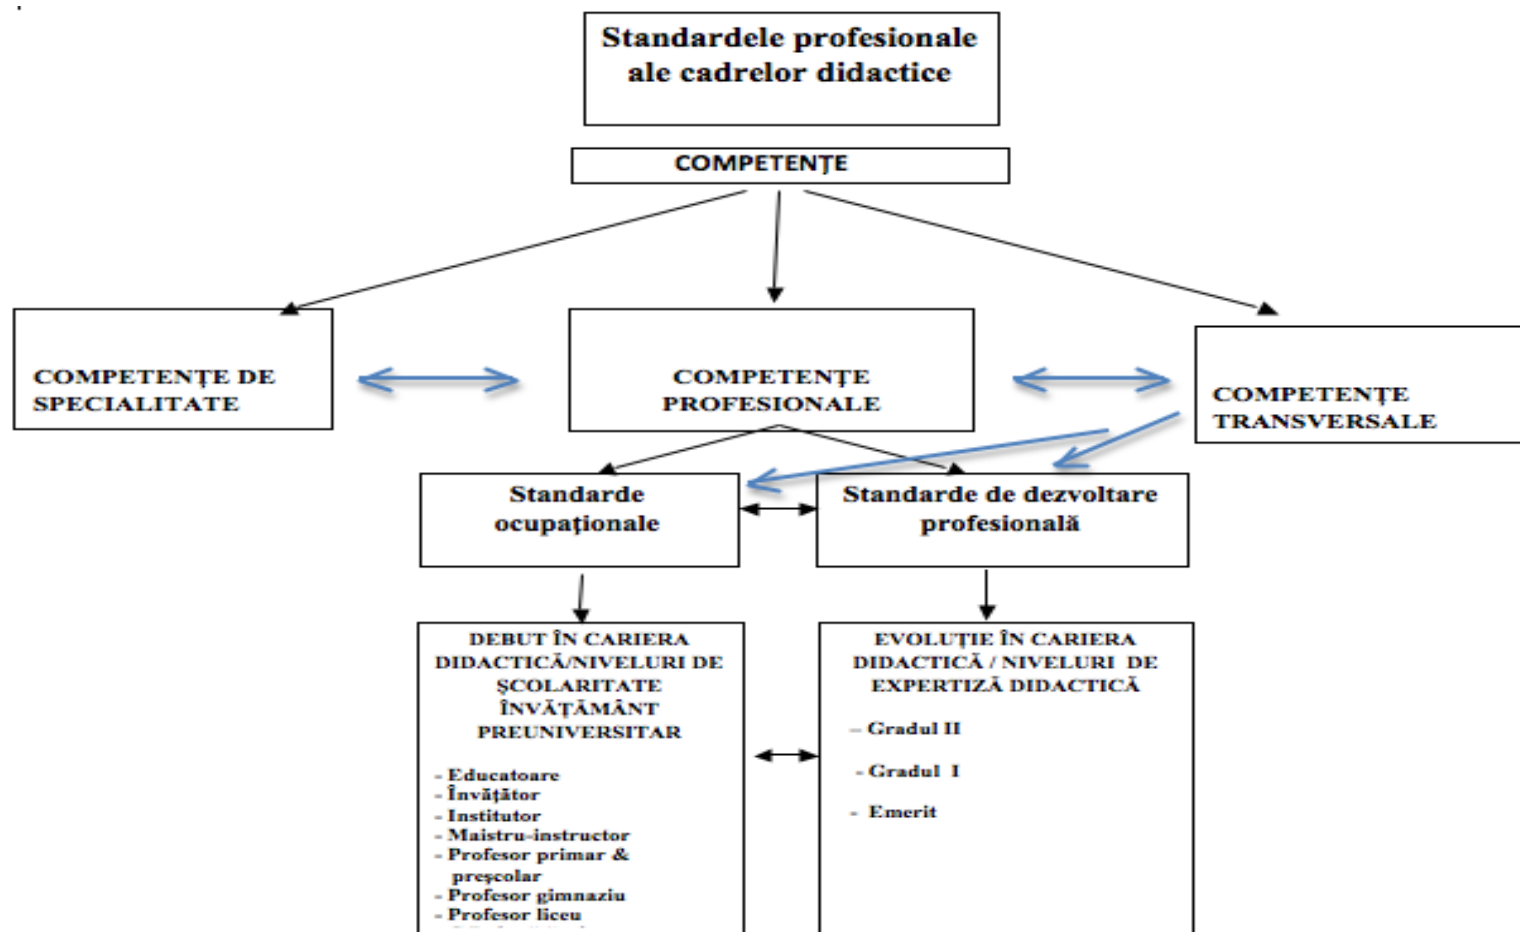 Standardele profesionale
ale cadrelor didactice
COMPETENȚE
COMPETENȚE DE
SPECIALITATE
COMPETENȚE
PROFESIONALE
COMPETENȚE
TRANSVERSALE
Standarde
ocupaționale
Standarde de dezvoltare
profesională
DEBUT ÎN CARIERA
DIDACTICĂ/NIVELURI DE
ȘCOLARITATE
ÎNVĂȚĂMÂNT
PREUNIVERSITAR
- Educatoare
- Învățător
- Institutor
- Maistru-instructor
- Profesor primar &
preșcolar
- Profesor gimnaziu
- Profesor liceu
EVOLUȚIE ÎN CARIERA
DIDACTICĂ / NIVELURI DE
EXPERTIZĂ DIDACTICĂ
– Gradul II
- Gradul I
- Emerit